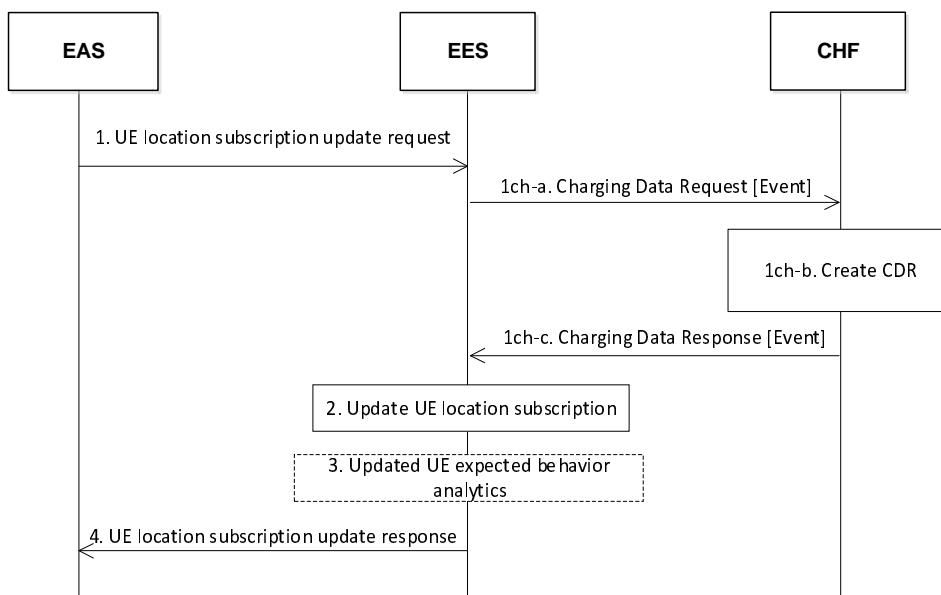 EAS
EES
CHF
1. UE location subscription update request
1ch-a. Charging Data Request [Event]
1ch-b. Create CDR
1ch-c. Charging Data Response [Event]
2. Update UE location subscription
3. Updated UE expected behavior
analytics
4. UE location subscription update response